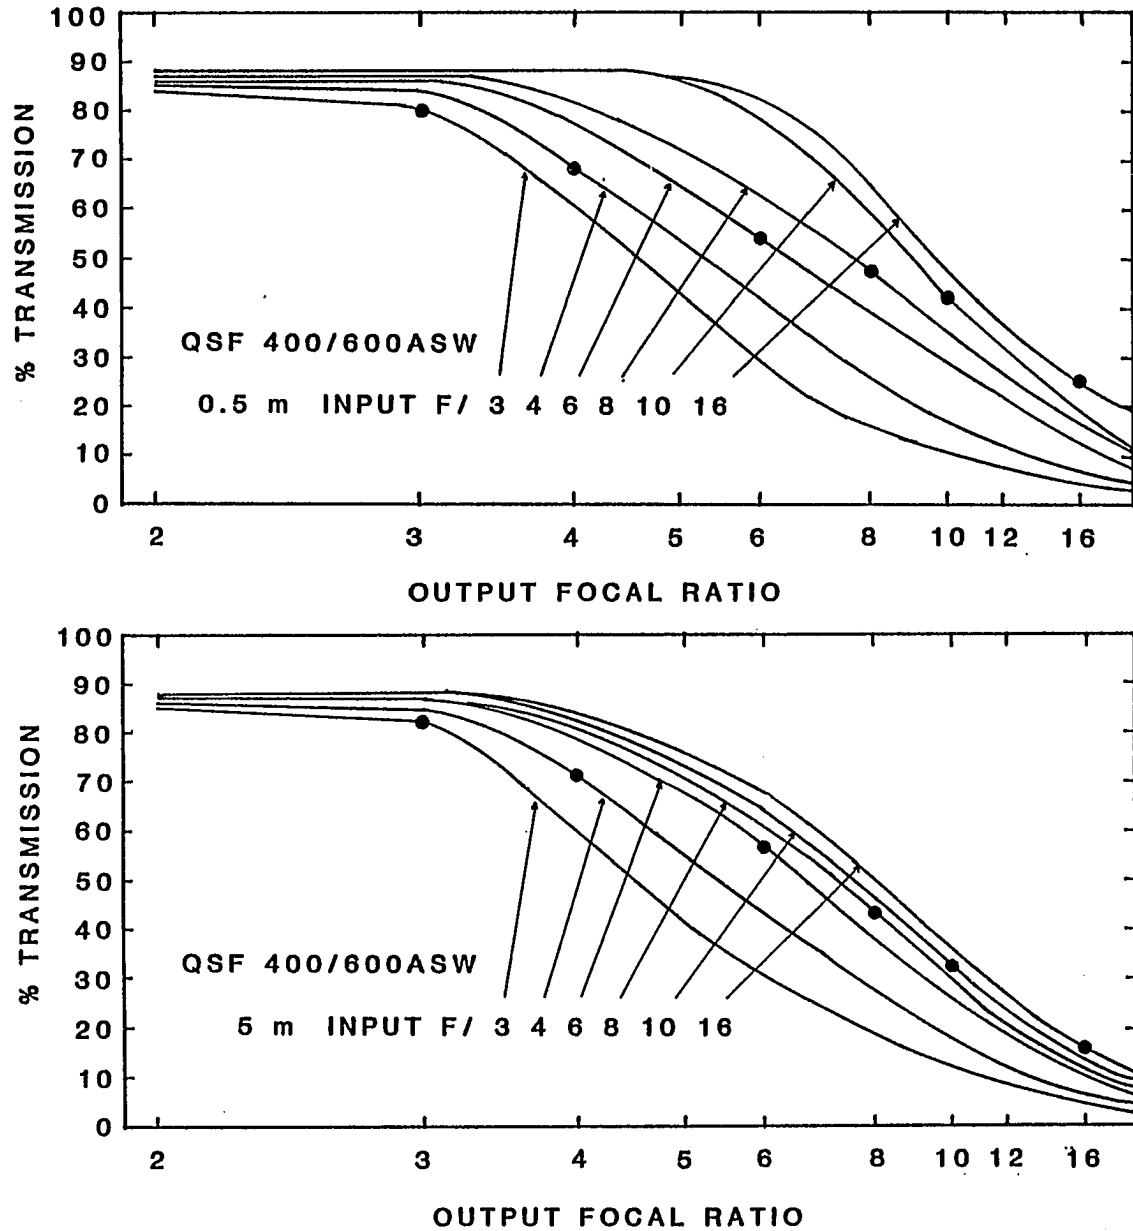 100
90
80
70
60
50
40
30
20
10
0
% TRANSMISSION
QSF 400/600ASW
0.5 m INPUT F/ 3 4 6 8 10 16
2 3 4 5 6 8 10 12 16
OUTPUT FOCAL RATIO
100
90
80
70
60
50
40
30
20
10
0
% TRANSMISSION
QSF 400/600ASW
5 m INPUT F/ 3 4 6 8 10 16
2 3 4 5 6 8 10 12 16
OUTPUT FOCAL RATIO